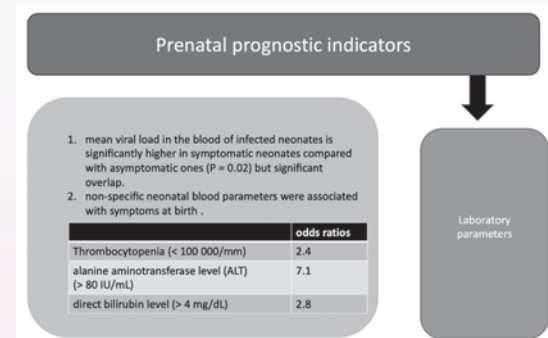 Prenatal prognostic indicators
1. mean viral load in the blood of infected neonates is
significantly higher in symptomatic neonates compared
with asymptomatic ones (P = 0.02) but significant
overlap.
2. non-specific neonatal blood parameters were associated
with symptoms at birth .
odds ratios
Thrombocytopenia (< 100 000/mm) 2.4
alanine aminotransferase level (ALT) 7.1
(> 80 IU/mL)
direct bilirubin level (> 4 mg/dL) 2.8
Laboratory
parameters